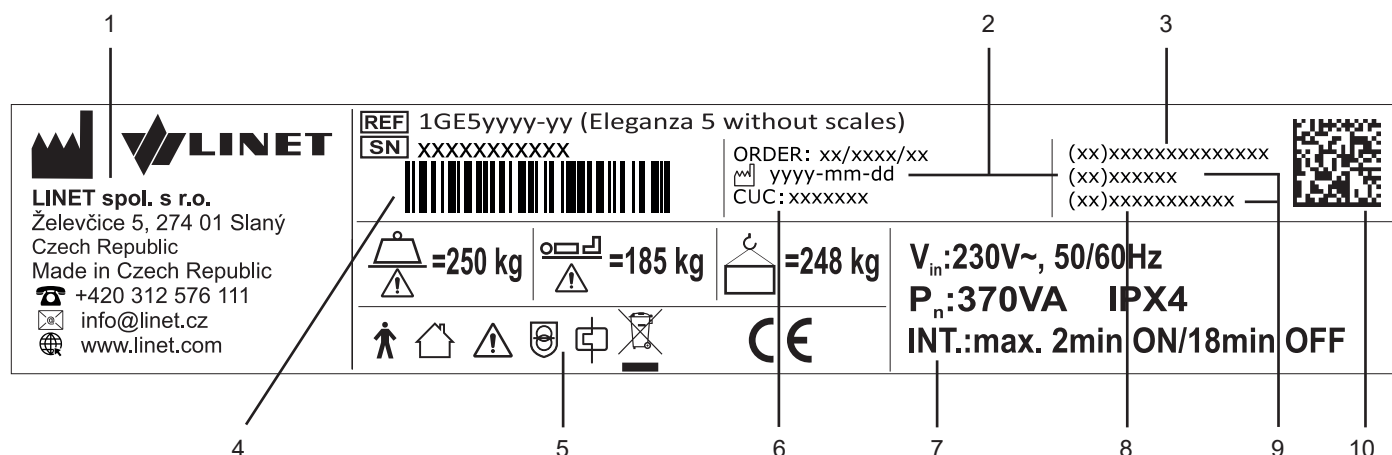 1
2
3
LINET
LINET spol. s r.o.
Želevčice 5, 274 01 Slaný
Czech Republic
Made in Czech Republic
+420 312 576 111
info@linet.cz
www.linet.com
REF 1GE5yyyy-yy (Eleganza 5 without scales)
SN xxxxxxxxxxx
ORDER: xx/xxxx/xx
yyyy-mm-dd
CUC: xxxxxxx
(xx)xxxxxxxxxxxxxx
(xx)xxxxxx
(xx)xxxxxxxxxxx
=250 kg
=185 kg
=248 kg
CE
Vin:230V~, 50/60Hz
Pn:370VA IPX4
INT.:max. 2min ON/18min OFF
4
5
6
7
8
9
10